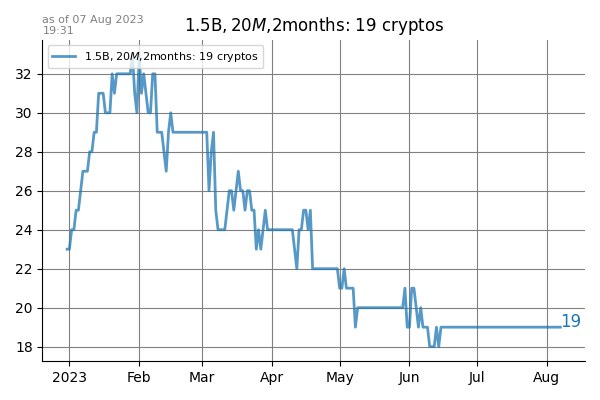 as of 07 Aug 2023
19:31
1.5B, 20M,2months: 19 cryptos
1.5B, 20M,2months: 19 cryptos
32
30
28
26
24
22
20
18
19
2023 Feb Mar Apr May Jun Jul Aug